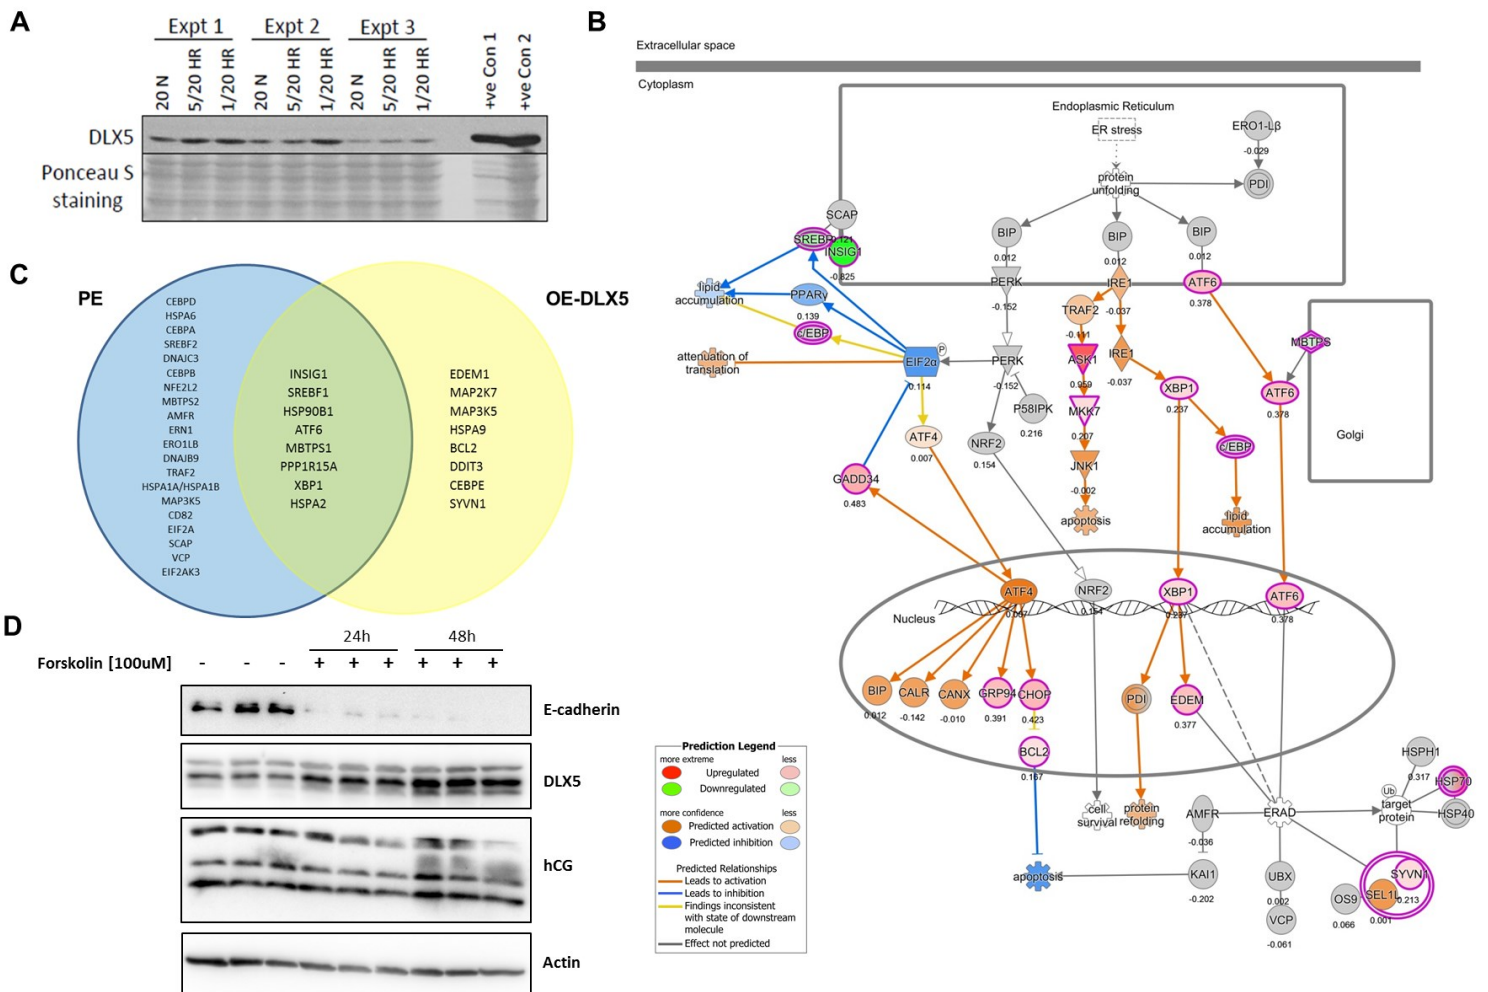 A
Expt 1
Expt 2
Expt 3
20 N
5/20 HR
1/20 HR
20 N
5/20 HR
1/20 HR
20 N
5/20 HR
1/20 HR
+ve Con 1
+ve Con 2
DLX5
Ponceau S
staining
B
Extracellular space
Cytoplasm
Endoplasmic Reticulum
ER stress
ERO1-Lβ
-0.029
PDI
protein
unfolding
SCAP
SREBP
INSIG1
-0.825
BIP
0.012
BIP
0.012
BIP
0.012
PERK
-0.152
IRE1
-0.037
ATF6
0.378
lipid
accumulation
PPARγ
0.139
c/EBP
TRAF2
-0.111
ASK1
0.959
IRE1
-0.037
MBTPS
attenuation of
translation
EIF2α
P
-0.114
PERK
-0.152
P58IPK
0.216
MKK7
0.207
XBP1
0.237
ATF6
0.378
ATF4
0.007
NRF2
0.154
JNK1
-0.002
c/EBP
Golgi
GADD34
0.483
apoptosis
lipid
accumulation
Nucleus
ATF4
0.007
NRF2
0.154
XBP1
0.237
ATF6
0.378
BIP
0.012
CALR
-0.142
CANX
-0.010
GRP94
0.391
CHOP
0.423
PDI
EDEM
0.377
BCL2
0.167
cell
survival
protein
refolding
AMFR
-0.036
ERAD
Ub
target
protein
HSPH1
0.317
HSP70
HSP40
apoptosis
KAI1
-0.202
UBX
0.002
VCP
-0.061
OS9
0.066
SEL1L
0.001
SYVN1
0.213
Prediction Legend
more extreme
less
Upregulated
Downregulated
more confidence
less
Predicted activation
Predicted inhibition
Predicted Relationships
Leads to activation
Leads to inhibition
Findings inconsistent
with state of downstream
molecule
Effect not predicted
C
PE
OE-DLX5
CEBPD
HSPA6
CEBPA
SREBF2
DNAJC3
CEBPB
NFE2L2
MBTPS2
AMFR
ERN1
ERO1LB
DNAJB9
TRAF2
HSPA1A/HSPA1B
MAP3K5
CD82
EIF2A
SCAP
VCP
EIF2AK3
INSIG1
SREBF1
HSP90B1
ATF6
MBTPS1
PPP1R15A
XBP1
HSPA2
EDEM1
MAP2K7
MAP3K5
HSPA9
BCL2
DDIT3
CEBPE
SYVN1
D
24h
48h
Forskolin [100uM] - - - + + + + + +
E-cadherin
DLX5
hCG
Actin